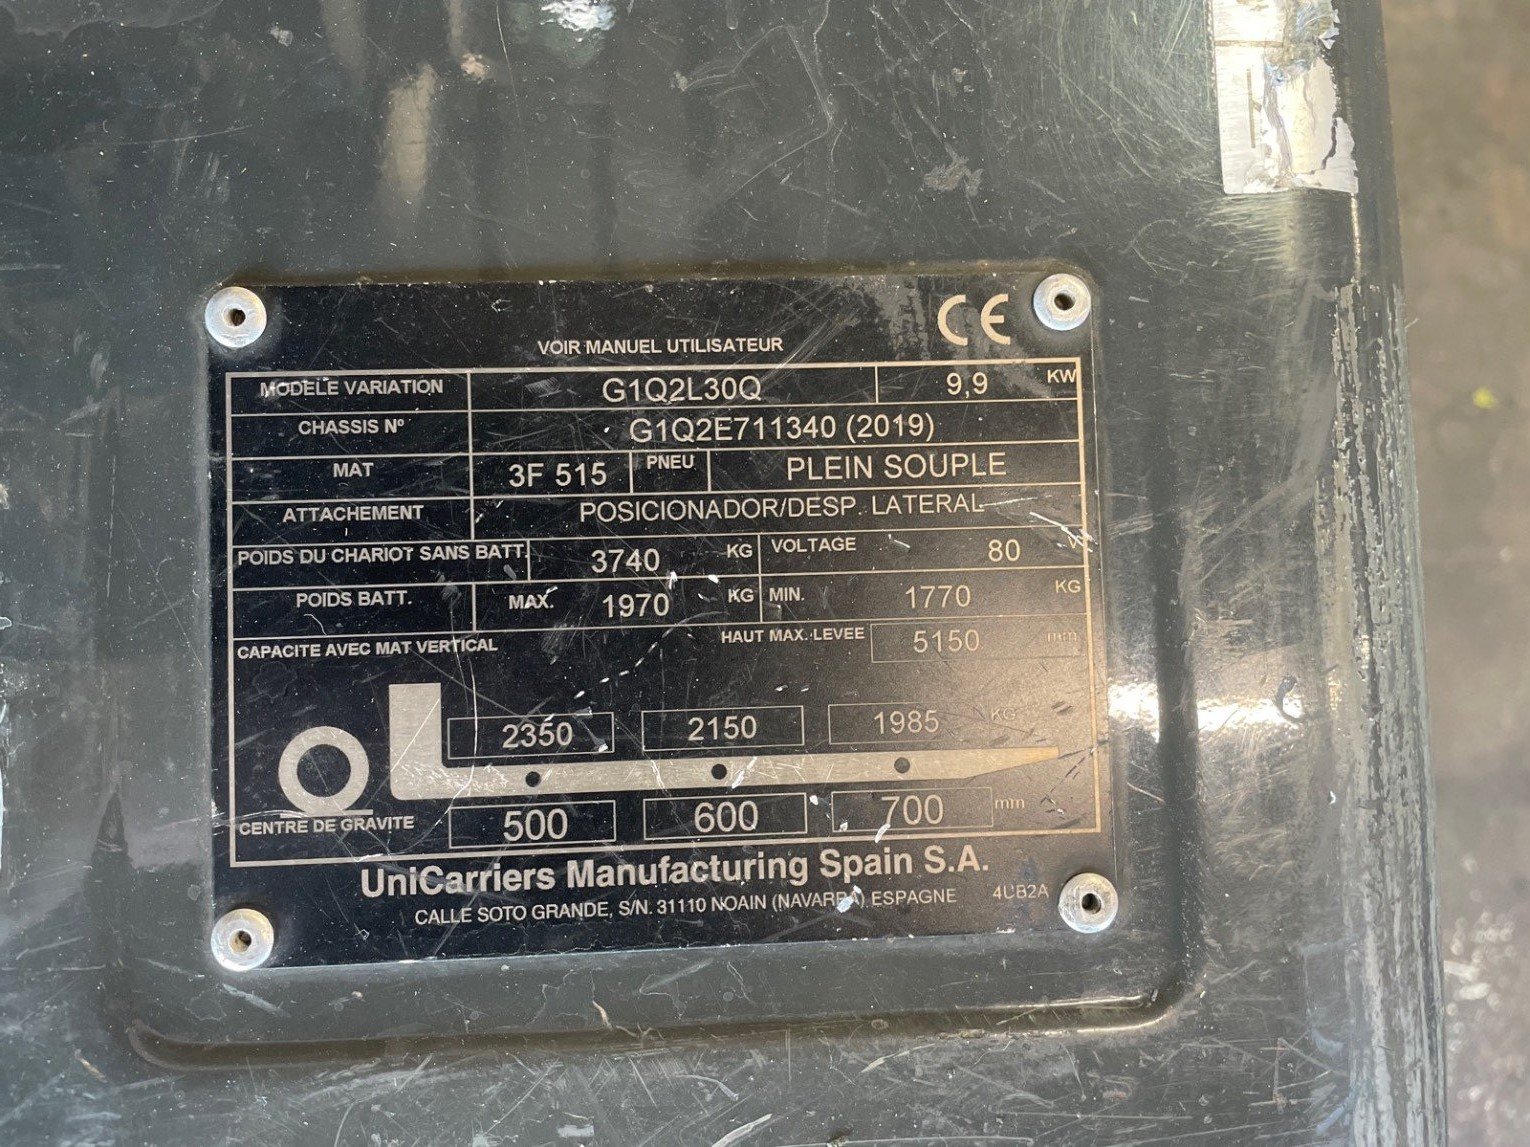 CE
VOIR MANUEL UTILISATEUR
MODELE VARIATION G1Q2L30Q 9,9 KW
CHASSIS Nº G1Q2E711340 (2019)
MAT 3F 515 PNEU PLEIN SOUPLE
ATTACHEMENT POSICIONADOR/DESP. LATERAL
POIDS DU CHARIOT SANS BATT. 3740 KG VOLTAGE 80 V
POIDS BATT. MAX. 1970 KG MIN. 1770 KG
CAPACITE AVEC MAT VERTICAL HAUT MAX. LEVEE 5150 mm
2350 2150 1985 KG
CENTRE DE GRAVITE 500 600 700 mm
UniCarriers Manufacturing Spain S.A.
CALLE SOTO GRANDE, S/N. 31110 NOAIN (NAVARRA) ESPAGNE